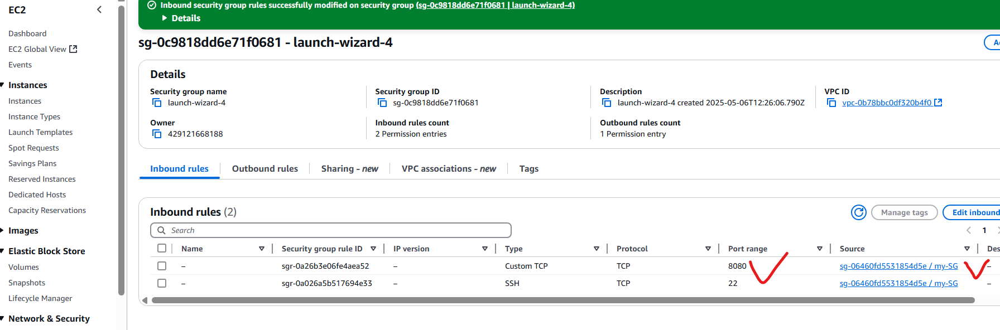 EC2
Dashboard
EC2 Global View
Events
Instances
Instances
Instance Types
Launch Templates
Spot Requests
Savings Plans
Reserved Instances
Dedicated Hosts
Capacity Reservations
Images
Elastic Block Store
Volumes
Snapshots
Lifecycle Manager
Network & Security
Inbound security group rules successfully modified on security group (sg-0c9818dd6e71f0681 | launch-wizard-4)
Details
sg-0c9818dd6e71f0681 - launch-wizard-4
Details
Security group name
launch-wizard-4
Security group ID
sg-0c9818dd6e71f0681
Description
launch-wizard-4 created 2025-05-06T12:26:06.790Z
VPC ID
vpc-0b78bbc0df320b4f0
Owner
429121668188
Inbound rules count
2 Permission entries
Outbound rules count
1 Permission entry
Inbound rules Outbound rules Sharing - new VPC associations - new Tags
Inbound rules (2)
Manage tags Edit inbound
Search
1
Name Security group rule ID IP version Type Protocol Port range Source Des
– sgr-0a26b3e06fe4aea52 – Custom TCP TCP 8080 sg-06460fd5531854d5e / my-SG –
– sgr-0a026a5b517694e33 – SSH TCP 22 sg-06460fd5531854d5e / my-SG –